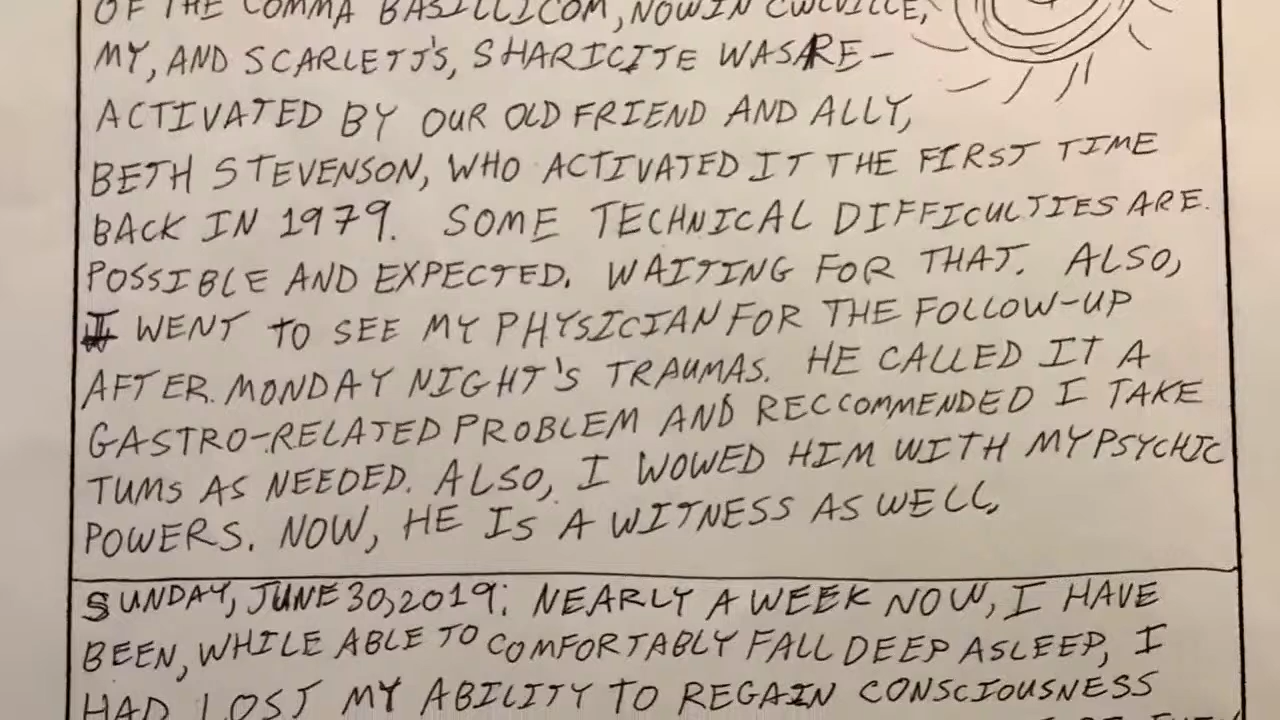 OF THE COMMA BASILLICOM, NOW IN CWLVILLE,
MY, AND SCARLETT'S, SHARICITE WAS RE-
ACTIVATED BY OUR OLD FRIEND AND ALLY,
BETH STEVENSON, WHO ACTIVATED IT THE FIRST TIME
BACK IN 1979. SOME TECHNICAL DIFFICULTIES ARE
POSSIBLE AND EXPECTED. WAITING FOR THAT. ALSO,
I WENT TO SEE MY PHYSICIAN FOR THE FOLLOW-UP
AFTER MONDAY NIGHT'S TRAUMAS. HE CALLED IT A
GASTRO-RELATED PROBLEM AND RECCOMMENDED I TAKE
TUMS AS NEEDED. ALSO, I WOWED HIM WITH MY PSYCHIC
POWERS. NOW, HE IS A WITNESS AS WELL.
SUNDAY, JUNE 30, 2019: NEARLY A WEEK NOW, I HAVE
BEEN, WHILE ABLE TO COMFORTABLY FALL DEEP ASLEEP, I
HAD LOST MY ABILITY TO REGAIN CONSCIOUSNESS